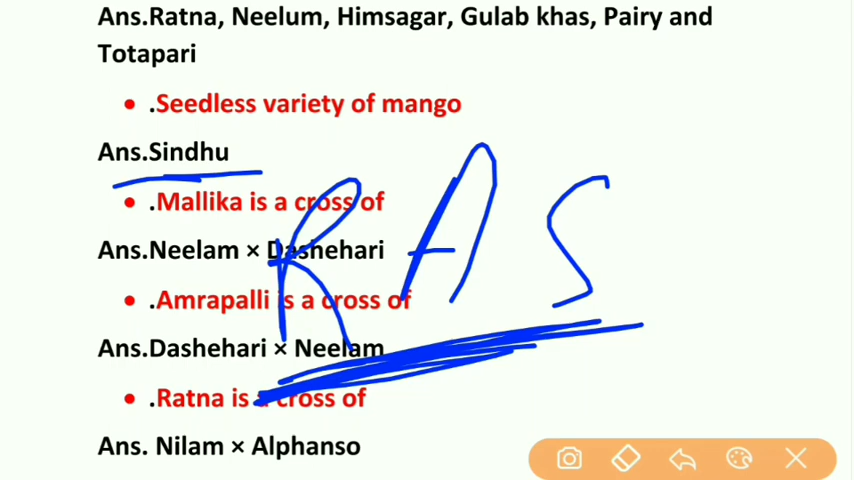 Ans.Ratna, Neelum, Himsagar, Gulab khas, Pairy and
Totapari
• .Seedless variety of mango
Ans.Sindhu
• .Mallika is a cross of
Ans.Neelam × Dashehari
RAS
• .Amrapalli is a cross of
Ans.Dashehari × Neelam
• .Ratna is a cross of
Ans. Nilam × Alphanso